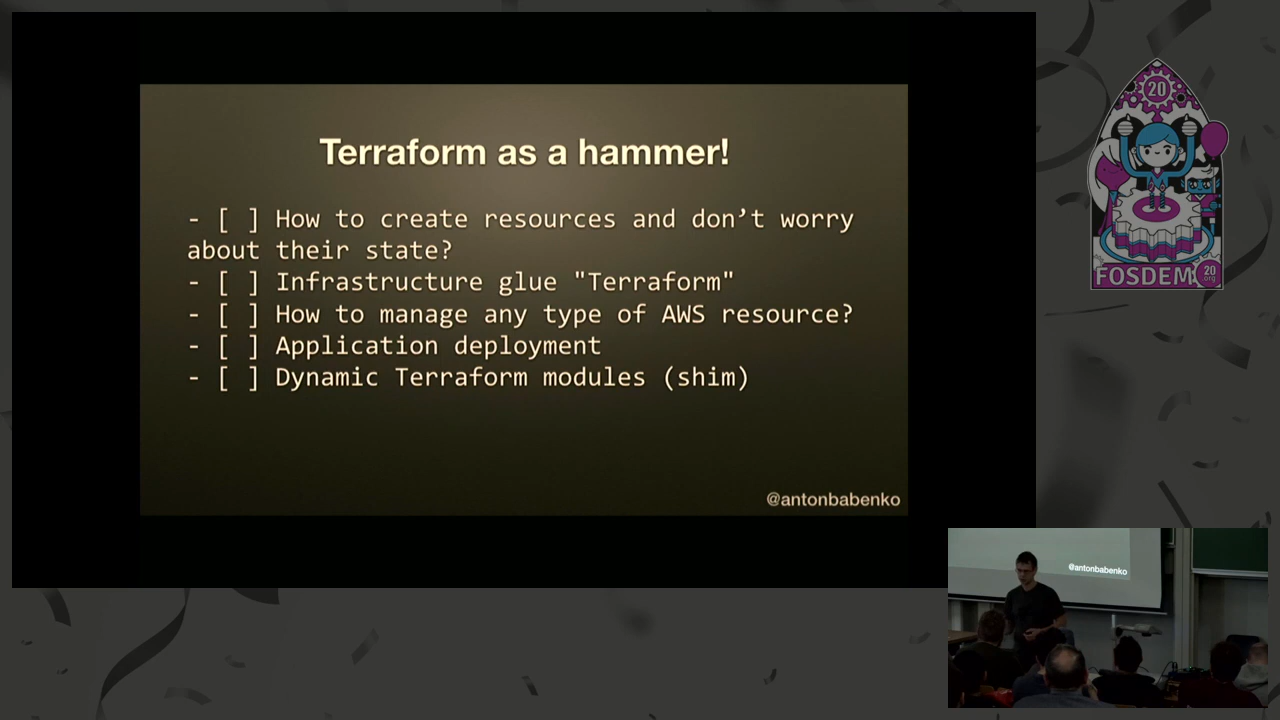 Terraform as a hammer!
- [ ] How to create resources and don’t worry
about their state?
- [ ] Infrastructure glue "Terraform"
- [ ] How to manage any type of AWS resource?
- [ ] Application deployment
- [ ] Dynamic Terraform modules (shim)
@antonbabenko
20
FOSDEM
20
.org
@antonbabenko